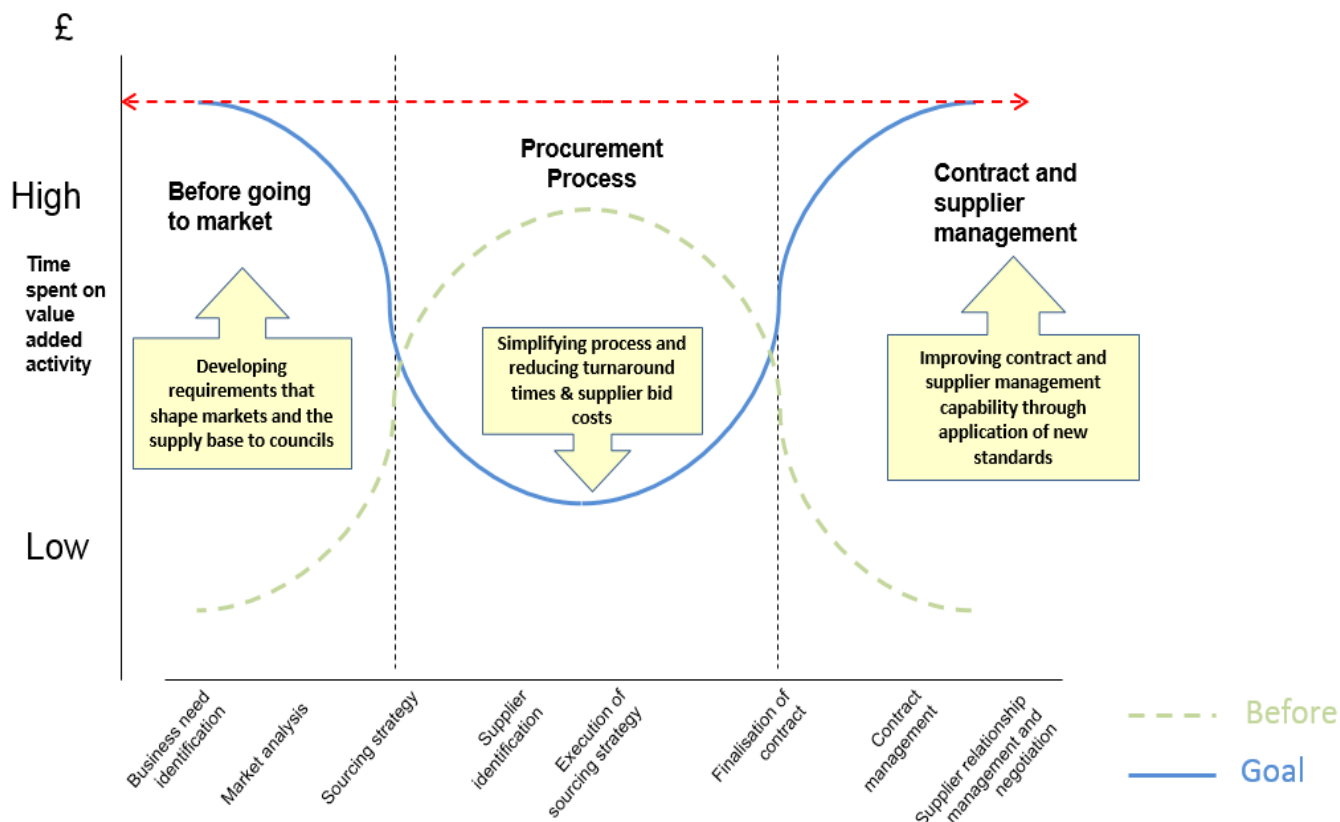 £
High
Time
spent on
value
added
activity
Low
Before going
to market
Developing
requirements that
shape markets and the
supply base to councils
Procurement
Process
Simplifying process and
reducing turnaround
times & supplier bid
costs
Contract and
supplier
management
Improving contract and
supplier management
capability through
application of new
standards
Business need
identification
Market analysis
Sourcing strategy
Supplier
identification
Execution of
sourcing strategy
Finalisation of
contract
Contract
management
Supplier relationship
management and
negotiation
Before
Goal